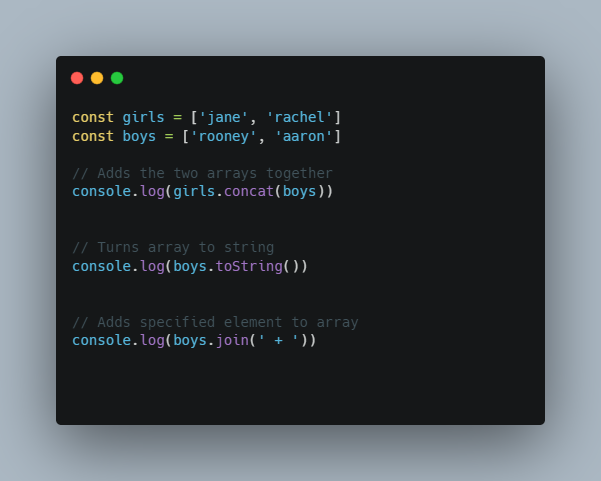 const girls = ['jane', 'rachel']
const boys = ['rooney', 'aaron']
// Adds the two arrays together
console.log(girls.concat(boys))
// Turns array to string
console.log(boys.toString())
// Adds specified element to array
console.log(boys.join(' + '))